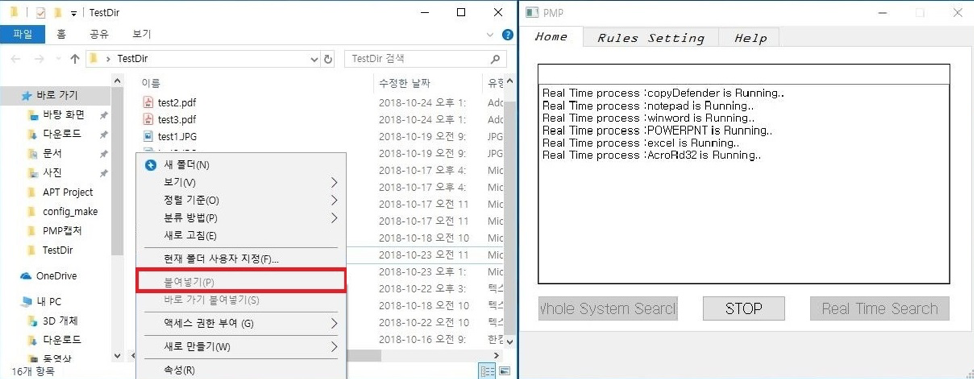 TestDir
파일 홈 공유 보기
TestDir
TestDir 검색
이름 수정한 날짜 유형
바로 가기
바탕 화면
다운로드
문서
사진
APT Project
config_make
PMP캡처
TestDir
OneDrive
내 PC
3D 개체
다운로드
동영상
test2.pdf 2018-10-24 오후 1:
test3.pdf 2018-10-24 오후 1:
test1.JPG 2018-10-19 오전 9: JPG
2018-10-19 오전 9: JPG
2018-10-17 오후 4: Mic
2018-10-17 오후 4: Mic
2018-10-17 오전 11 Mic
2018-10-17 오전 11 Mic
2018-10-18 오전 10 Mic
2018-10-23 오전 11 Mic
2018-10-23 오후 1: Mic
2018-10-22 오후 3: 텍스
2018-10-18 오전 10 텍스
2018-10-22 오전 10 텍스
2018-10-16 오전 9: 한컴
새 폴더(N)
보기(V)
정렬 기준(O)
분류 방법(P)
새로 고침(E)
현재 폴더 사용자 지정(F)...
붙여넣기(P)
바로 가기 붙여넣기(S)
액세스 권한 부여 (G)
새로 만들기(W)
속성(R)
16개 항목
PMP
Home Rules Setting Help
Real Time process :copyDefender is Running..
Real Time process :notepad is Running..
Real Time process :winword is Running..
Real Time process :POWERPNT is Running..
Real Time process :excel is Running..
Real Time process :AcroRd32 is Running..
Whole System Search STOP Real Time Search